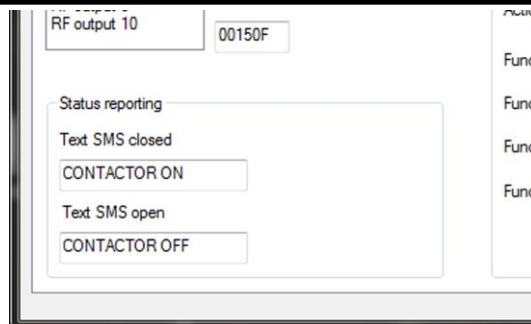 RF output 10
00150F
Status reporting
Text SMS closed
CONTACTOR ON
Text SMS open
CONTACTOR OFF